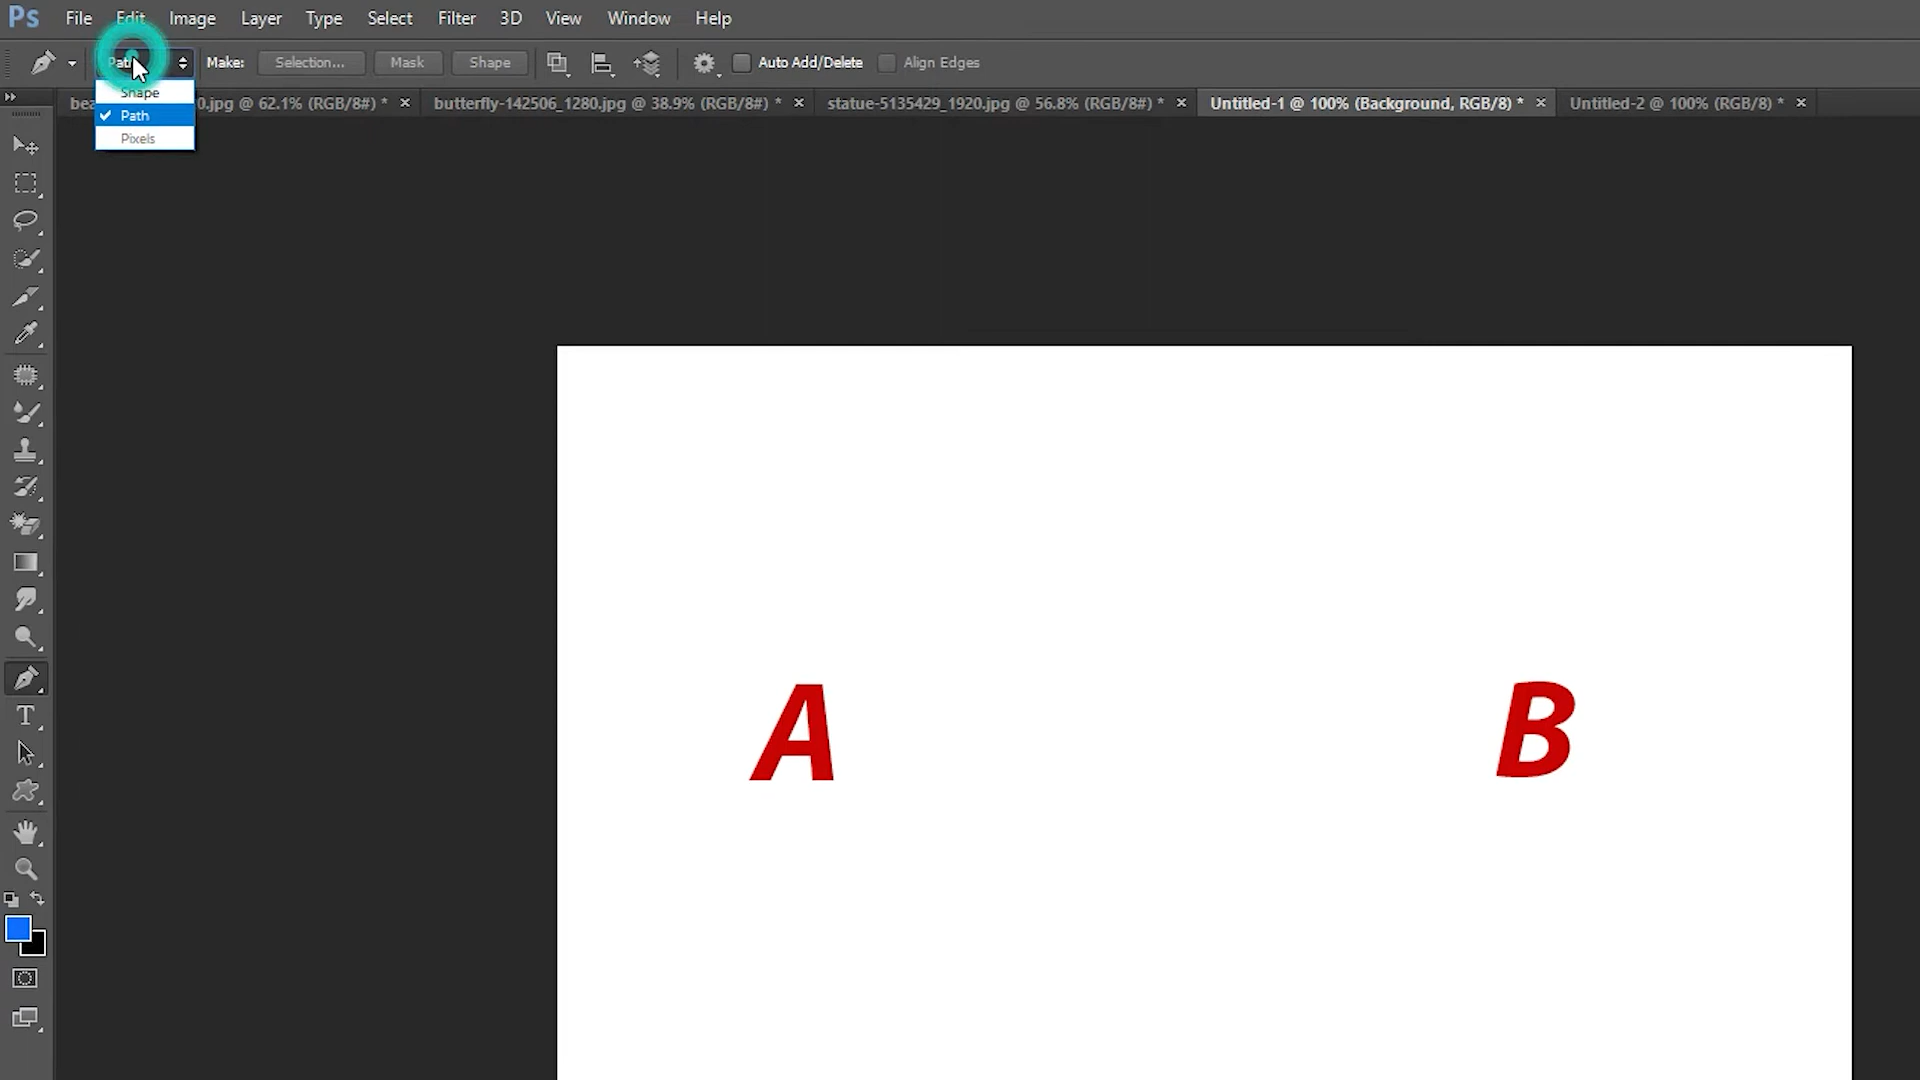 Ps File Edit Image Layer Type Select Filter 3D View Window Help
Path Make: Selection... Mask Shape Auto Add/Delete Align Edges
Shape
Path
Pixels
.jpg @ 62.1% (RGB/8#) * × butterfly-142506_1280.jpg @ 38.9% (RGB/8#) * × statue-5135429_1920.jpg @ 56.8% (RGB/8#) * × Untitled-1 @ 100% (Background, RGB/8) * × Untitled-2 @ 100% (RGB/8) * ×
T
A B